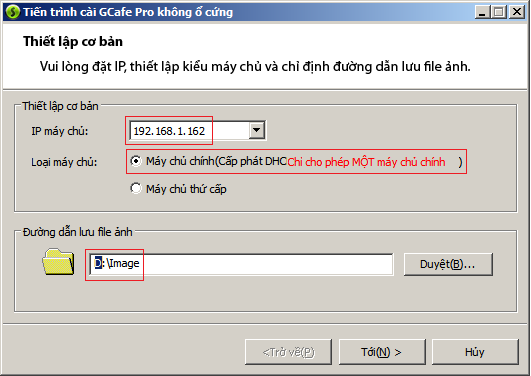 Tiến trình cài GCafe Pro không ổ cứng
Thiết lập cơ bản
Vui lòng đặt IP, thiết lập kiểu máy chủ và chỉ định đường dẫn lưu file ảnh.
Thiết lập cơ bản
IP máy chủ: 192.168.1.162
Loại máy chủ: Máy chủ chính(Cấp phát DHC Chỉ cho phép MỘT máy chủ chính )
Máy chủ thứ cấp
Đường dẫn lưu file ảnh
D:\Image Duyệt(B)...
<Trở về(P) Tới(N) > Hủy